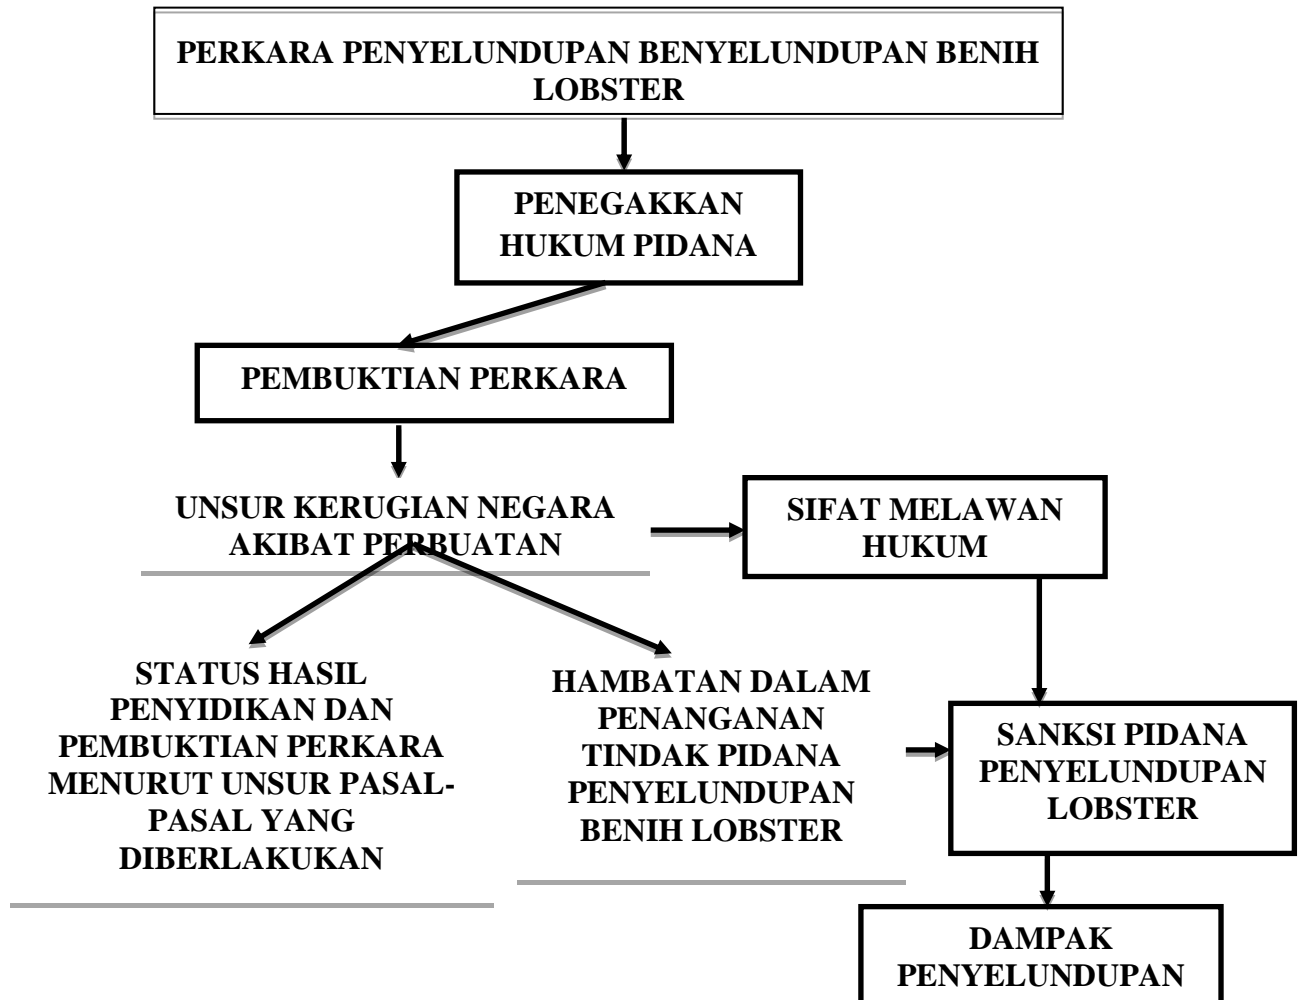 PERKARA PENYELUNDUPAN BENYELUNDUPAN BENIH
LOBSTER
PENEGAKKAN
HUKUM PIDANA
PEMBUKTIAN PERKARA
UNSUR KERUGIAN NEGARA
AKIBAT PERBUATAN
SIFAT MELAWAN
HUKUM
STATUS HASIL
PENYIDIKAN DAN
PEMBUKTIAN PERKARA
MENURUT UNSUR PASAL-
PASAL YANG
DIBERLAKUKAN
HAMBATAN DALAM
PENANGANAN
TINDAK PIDANA
PENYELUNDUPAN
BENIH LOBSTER
SANKSI PIDANA
PENYELUNDUPAN
LOBSTER
DAMPAK
PENYELUNDUPAN